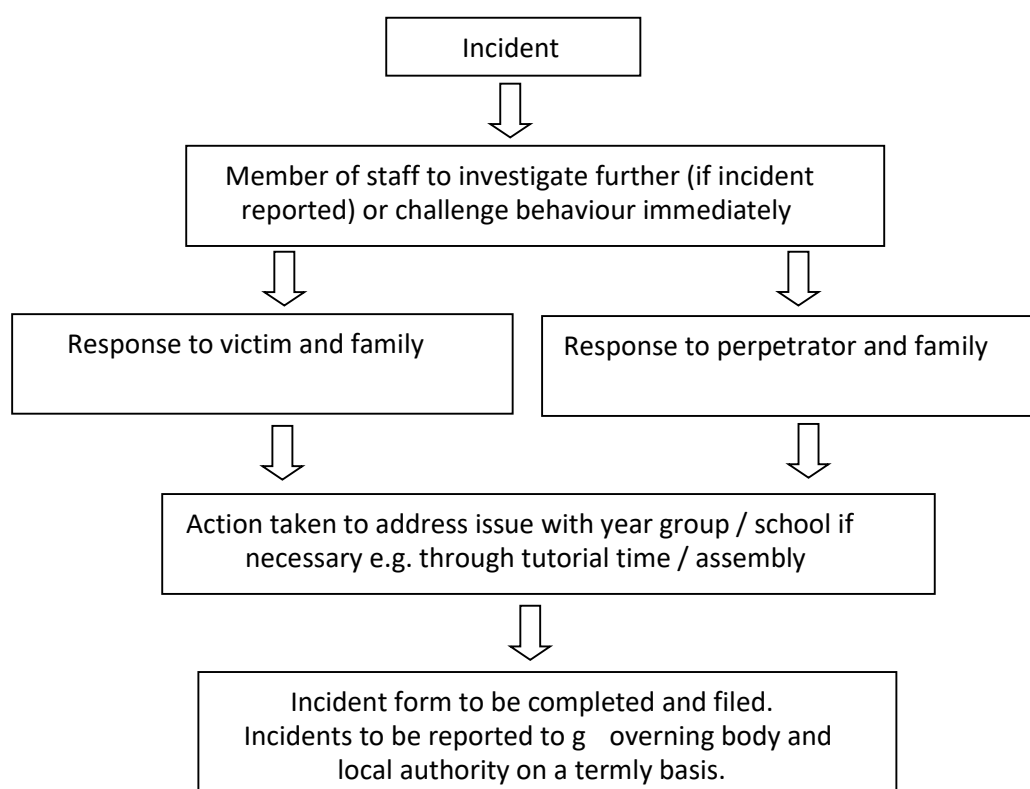 Incident
Member of staff to investigate further (if incident
reported) or challenge behaviour immediately
Response to victim and family
Response to perpetrator and family
Action taken to address issue with year group / school if
necessary e.g. through tutorial time / assembly
Incident form to be completed and filed.
Incidents to be reported to g overning body and
local authority on a termly basis.